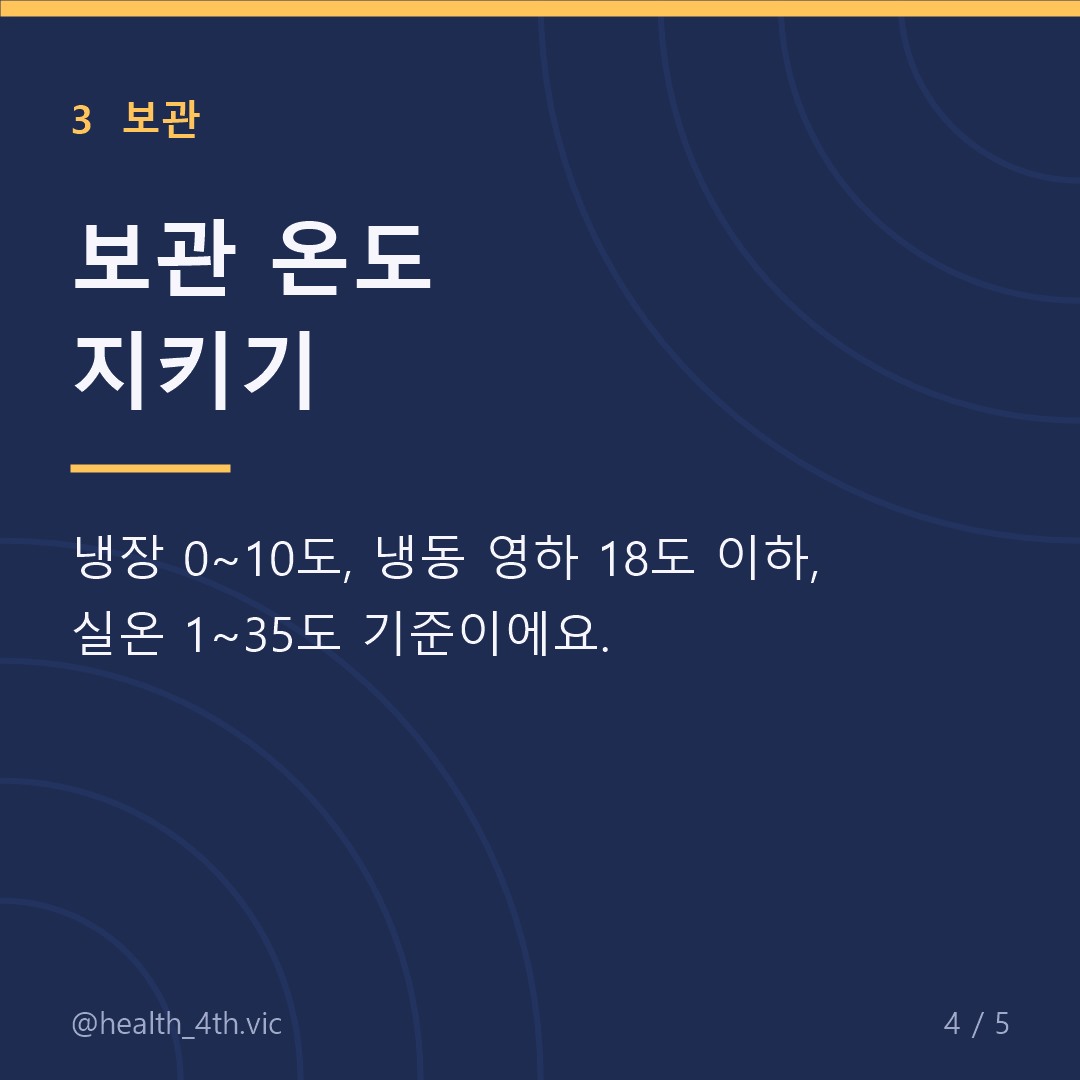 3 보관
보관 온도
지키기
냉장 0~10도, 냉동 영하 18도 이하,
실온 1~35도 기준이에요.
@health_4th.vic
4 / 5